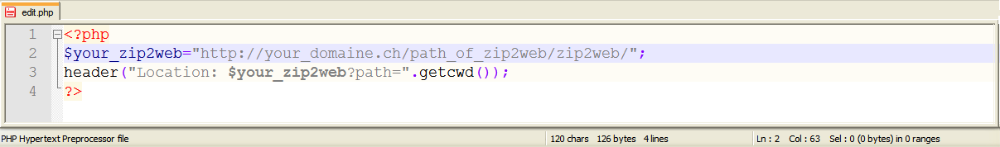 edit.php
1 <?php
2 $your_zip2web="http://your_domaine.ch/path_of_zip2web/zip2web/";
3 header("Location: $your_zip2web?path=".getcwd());
4 ?>
PHP Hypertext Preprocessor file 120 chars 126 bytes 4 lines Ln : 2 Col : 63 Sel : 0 (0 bytes) in 0 ranges